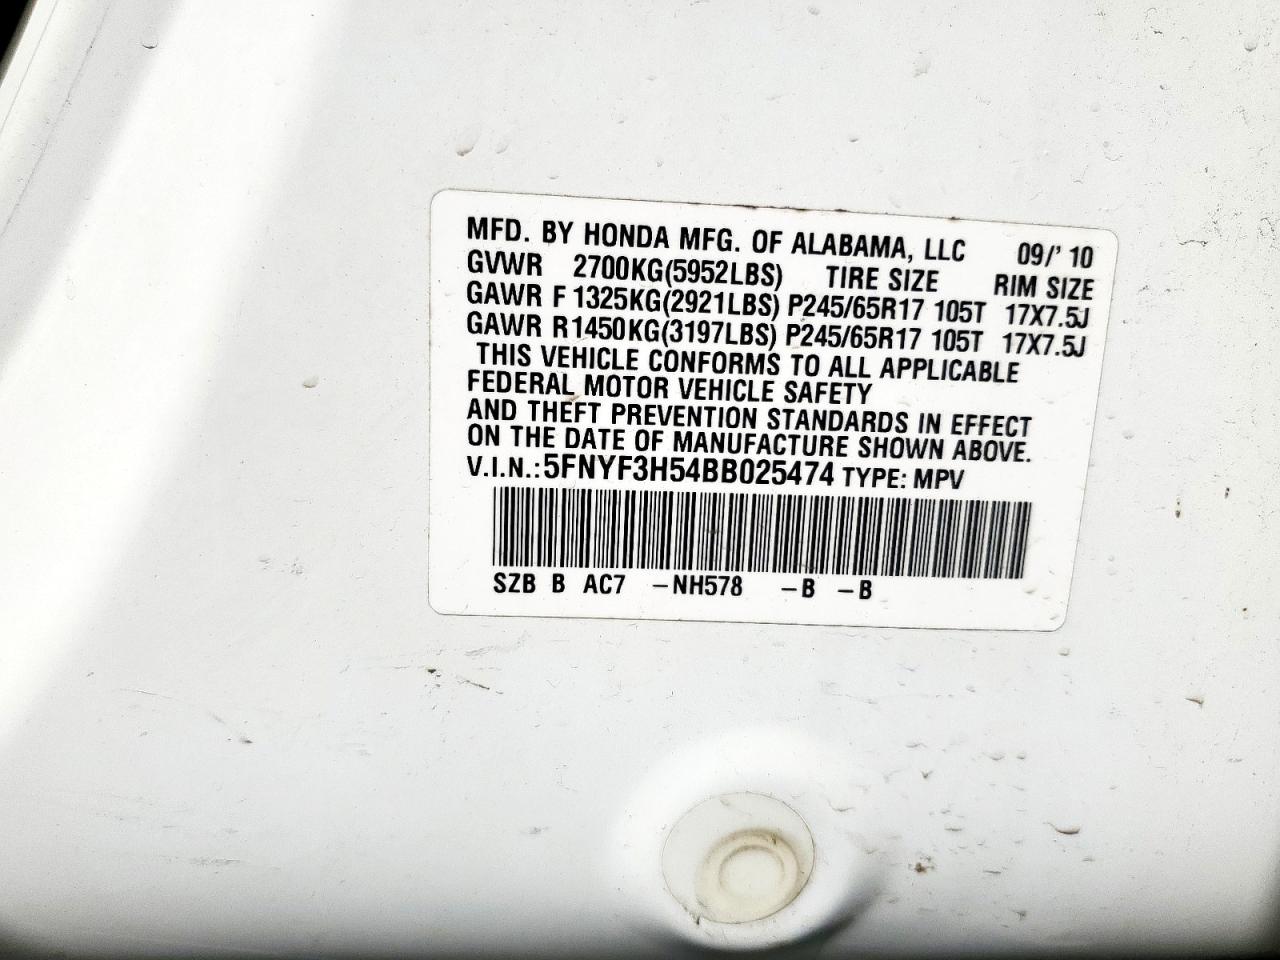 MFD. BY HONDA MFG. OF ALABAMA, LLC 09/' 10
GVWR 2700KG(5952LBS) TIRE SIZE RIM SIZE
GAWR F 1325KG(2921LBS) P245/65R17 105T 17X7.5J
GAWR R1450KG(3197LBS) P245/65R17 105T 17X7.5J
THIS VEHICLE CONFORMS TO ALL APPLICABLE
FEDERAL MOTOR VEHICLE SAFETY
AND THEFT PREVENTION STANDARDS IN EFFECT
ON THE DATE OF MANUFACTURE SHOWN ABOVE.
V.I.N.:5FNYF3H54BB025474 TYPE: MPV
SZB B AC7 -NH578 -B -B